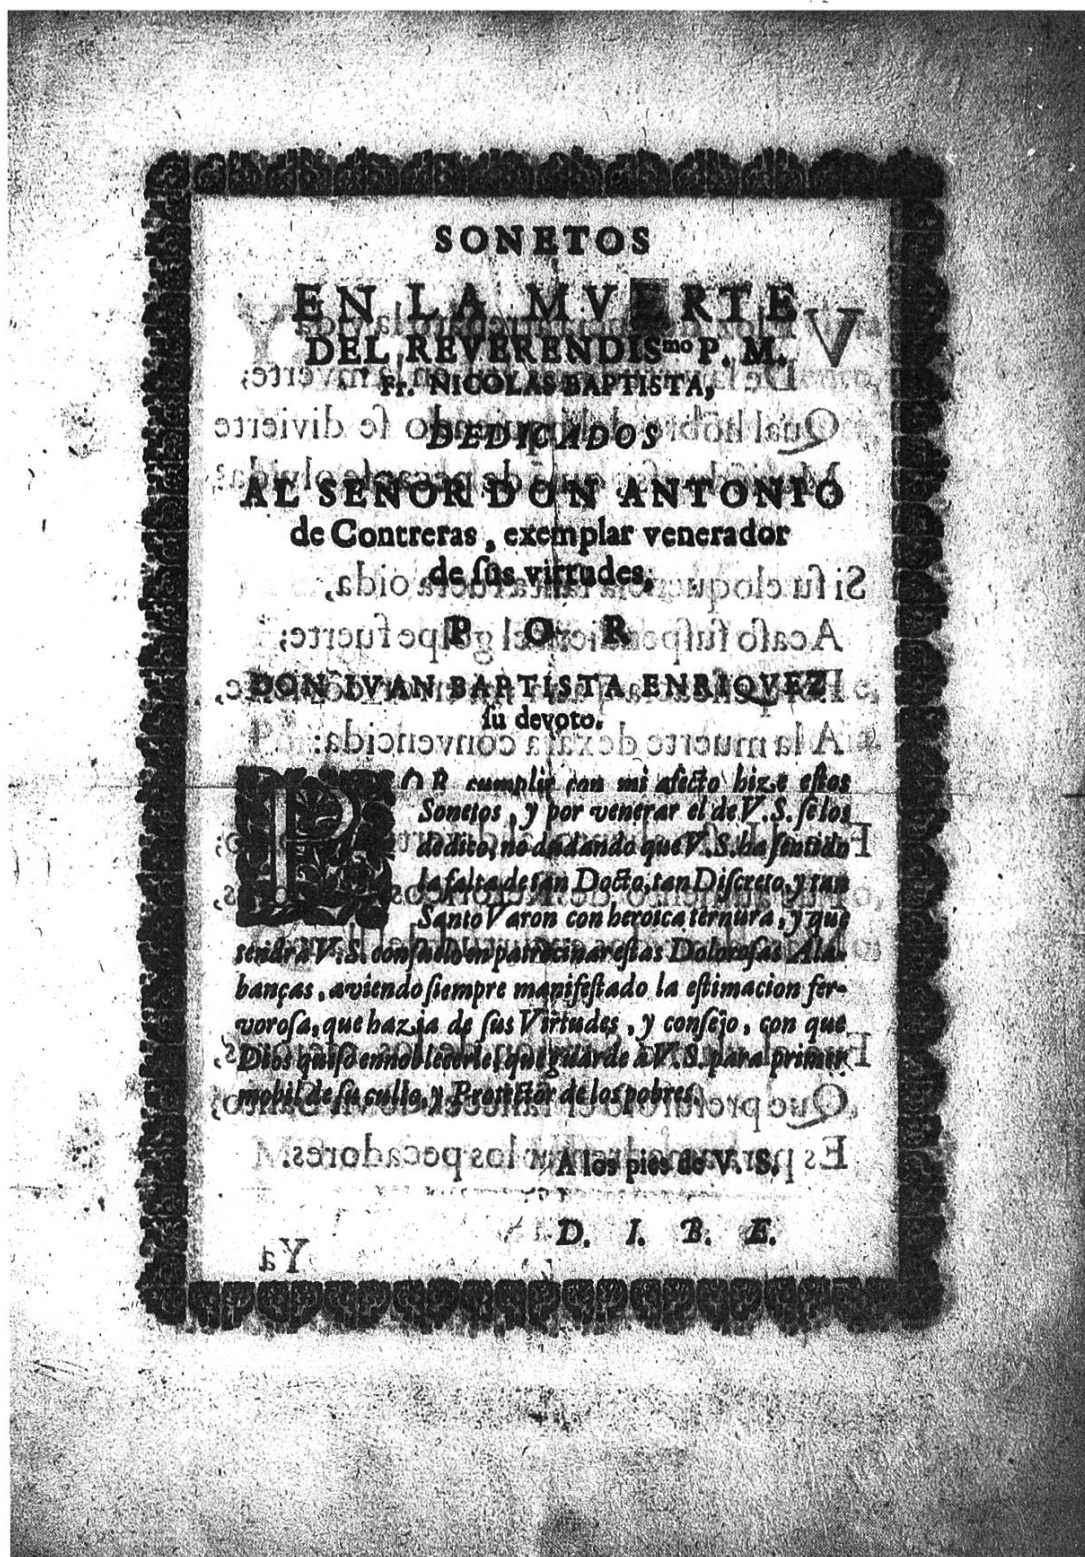 SONETOS
EN LA MVERTE
DEL REVERENDISᵐᵒ P. M.
Fr. NICOLAS BAPTISTA,
DEDICADOS
AL SEÑOR DON ANTONIO
de Contreras, exemplar venerador
de ſus virtudes,
P O R
DON IVAN BAPTISTA ENRIQVEZ
ſu devoto.
POR cumplir con mi afecto hize eſtos
Sonetos, y por venerar el de V.S. ſe los
dedico, no dudando que V.S. ha ſentido
la falta de tan Docto, tan Diſcreto, y tan
Santo Varon con heroica ternura, y que
tendrà V.S. conſuelo en patrocinar eſtas Doloroſas Ala-
banças, aviendo ſiempre manifeſtado la eſtimacion fer-
voroſa, que hazia de ſus Virtudes, y conſejo, con que
Dios quiſo ennoblecerle, que guarde à V.S. para primer
mobil de ſu culto, y Protector de los pobres.
A los pies de V. S.
D. I. B. E.